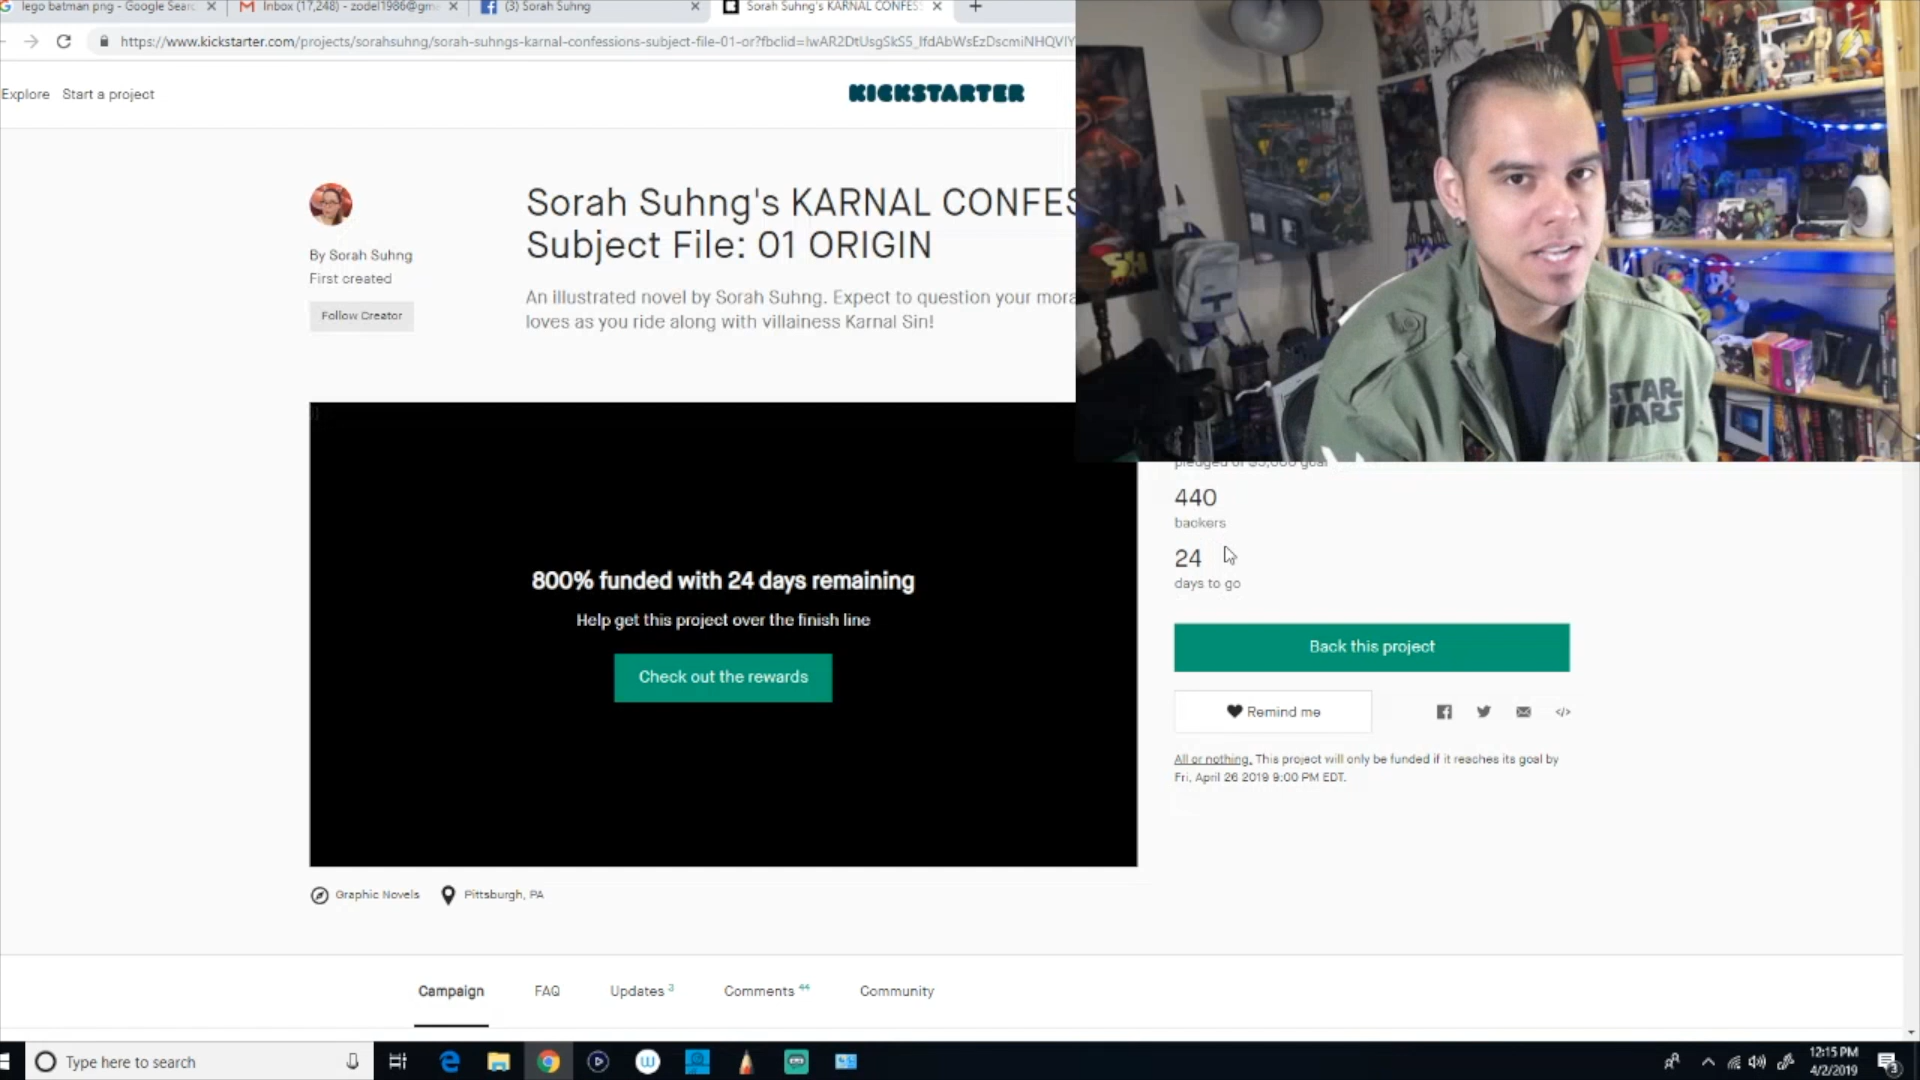 lego batman png - Google Sear
Inbox (17,248) - zodel1986@gm
(3) Sorah Suhng
Sorah Suhng's KARNAL CONFES
https://www.kickstarter.com/projects/sorahsuhng/sorah-suhngs-karnal-confessions-subject-file-01-or?fbclid=IwAR2DtUsgSkS5_IfdAbWsEzDscmiNHQVIY
Explore Start a project
KICKSTARTER
Sorah Suhng's KARNAL CONFES
Subject File: 01 ORIGIN
By Sorah Suhng
First created
Follow Creator
An illustrated novel by Sorah Suhng. Expect to question your mora
loves as you ride along with villainess Karnal Sin!
STAR
WARS
pledged of $5,000 goal
440
backers
24
days to go
800% funded with 24 days remaining
Help get this project over the finish line
Check out the rewards
Back this project
Remind me
All or nothing. This project will only be funded if it reaches its goal by
Fri, April 26 2019 9:00 PM EDT.
Graphic Novels
Pittsburgh, PA
Campaign
FAQ
Updates 3
Comments 44
Community
Type here to search
12:15 PM
4/2/2019
3